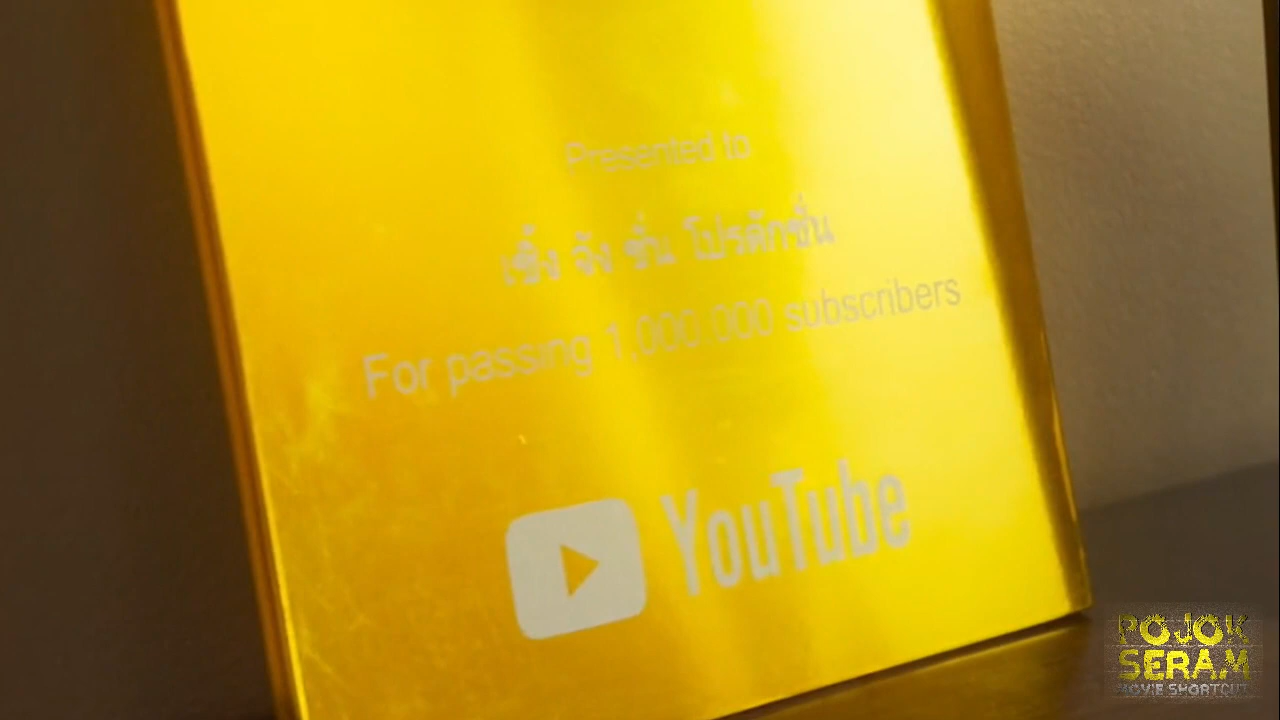 Presented to
เซิ้ง จัง ชั่น โปรดักชั่น
For passing 1.000.000 subscribers
YouTube
POJOK
SERAM
MOVIE SHORTCUT